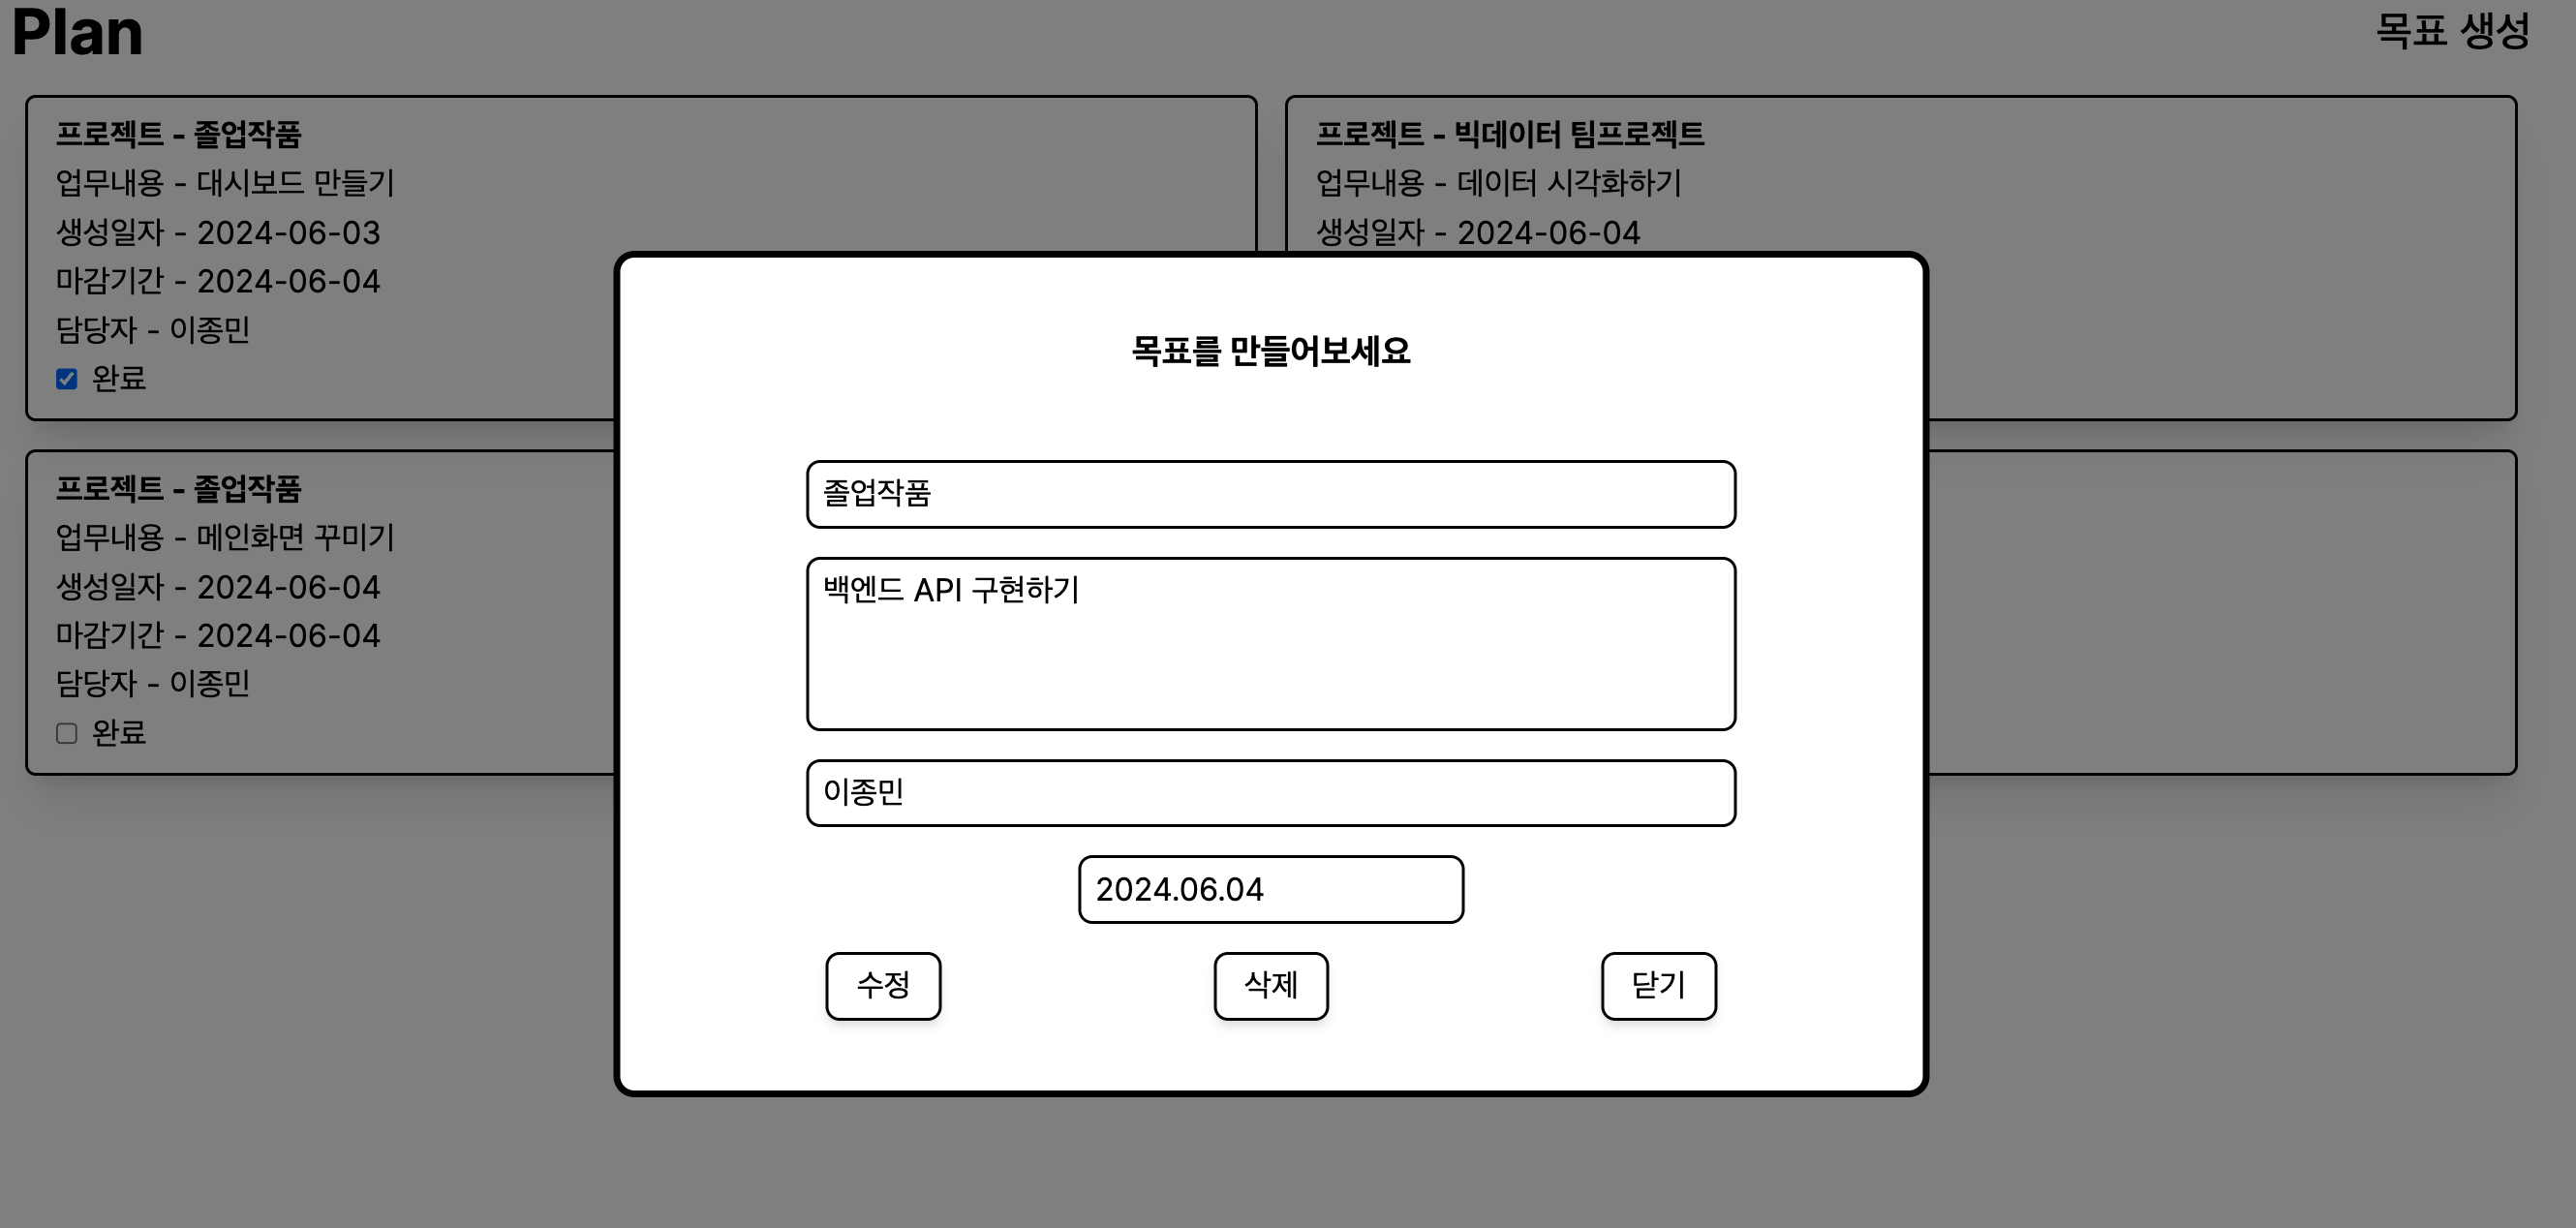 Plan
목표 생성
프로젝트 - 졸업작품
업무내용 - 대시보드 만들기
생성일자 - 2024-06-03
마감기간 - 2024-06-04
담당자 - 이종민
완료
프로젝트 - 빅데이터 팀프로젝트
업무내용 - 데이터 시각화하기
생성일자 - 2024-06-04
프로젝트 - 졸업작품
업무내용 - 메인화면 꾸미기
생성일자 - 2024-06-04
마감기간 - 2024-06-04
담당자 - 이종민
완료
목표를 만들어보세요
졸업작품
백엔드 API 구현하기
이종민
2024.06.04
수정
삭제
닫기